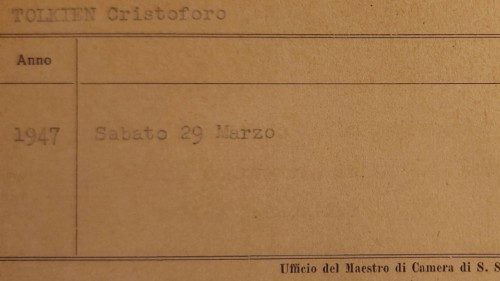 TOLKIEN Cristoforo
Anno
1947 Sabato 29 Marzo
Ufficio del Maestro di Camera di S. S